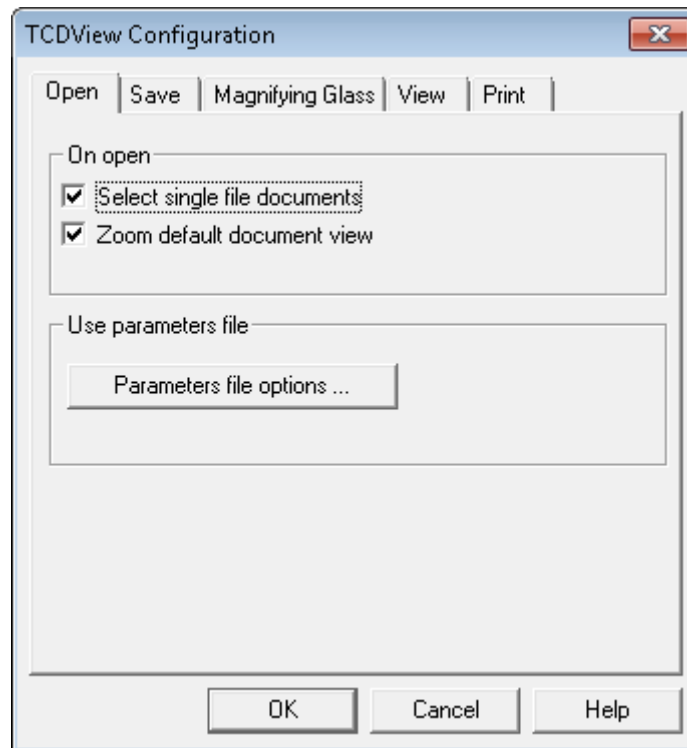 TCDView Configuration
Open Save Magnifying Glass View Print
On open
Select single file documents
Zoom default document view
Use parameters file
Parameters file options ...
OK Cancel Help